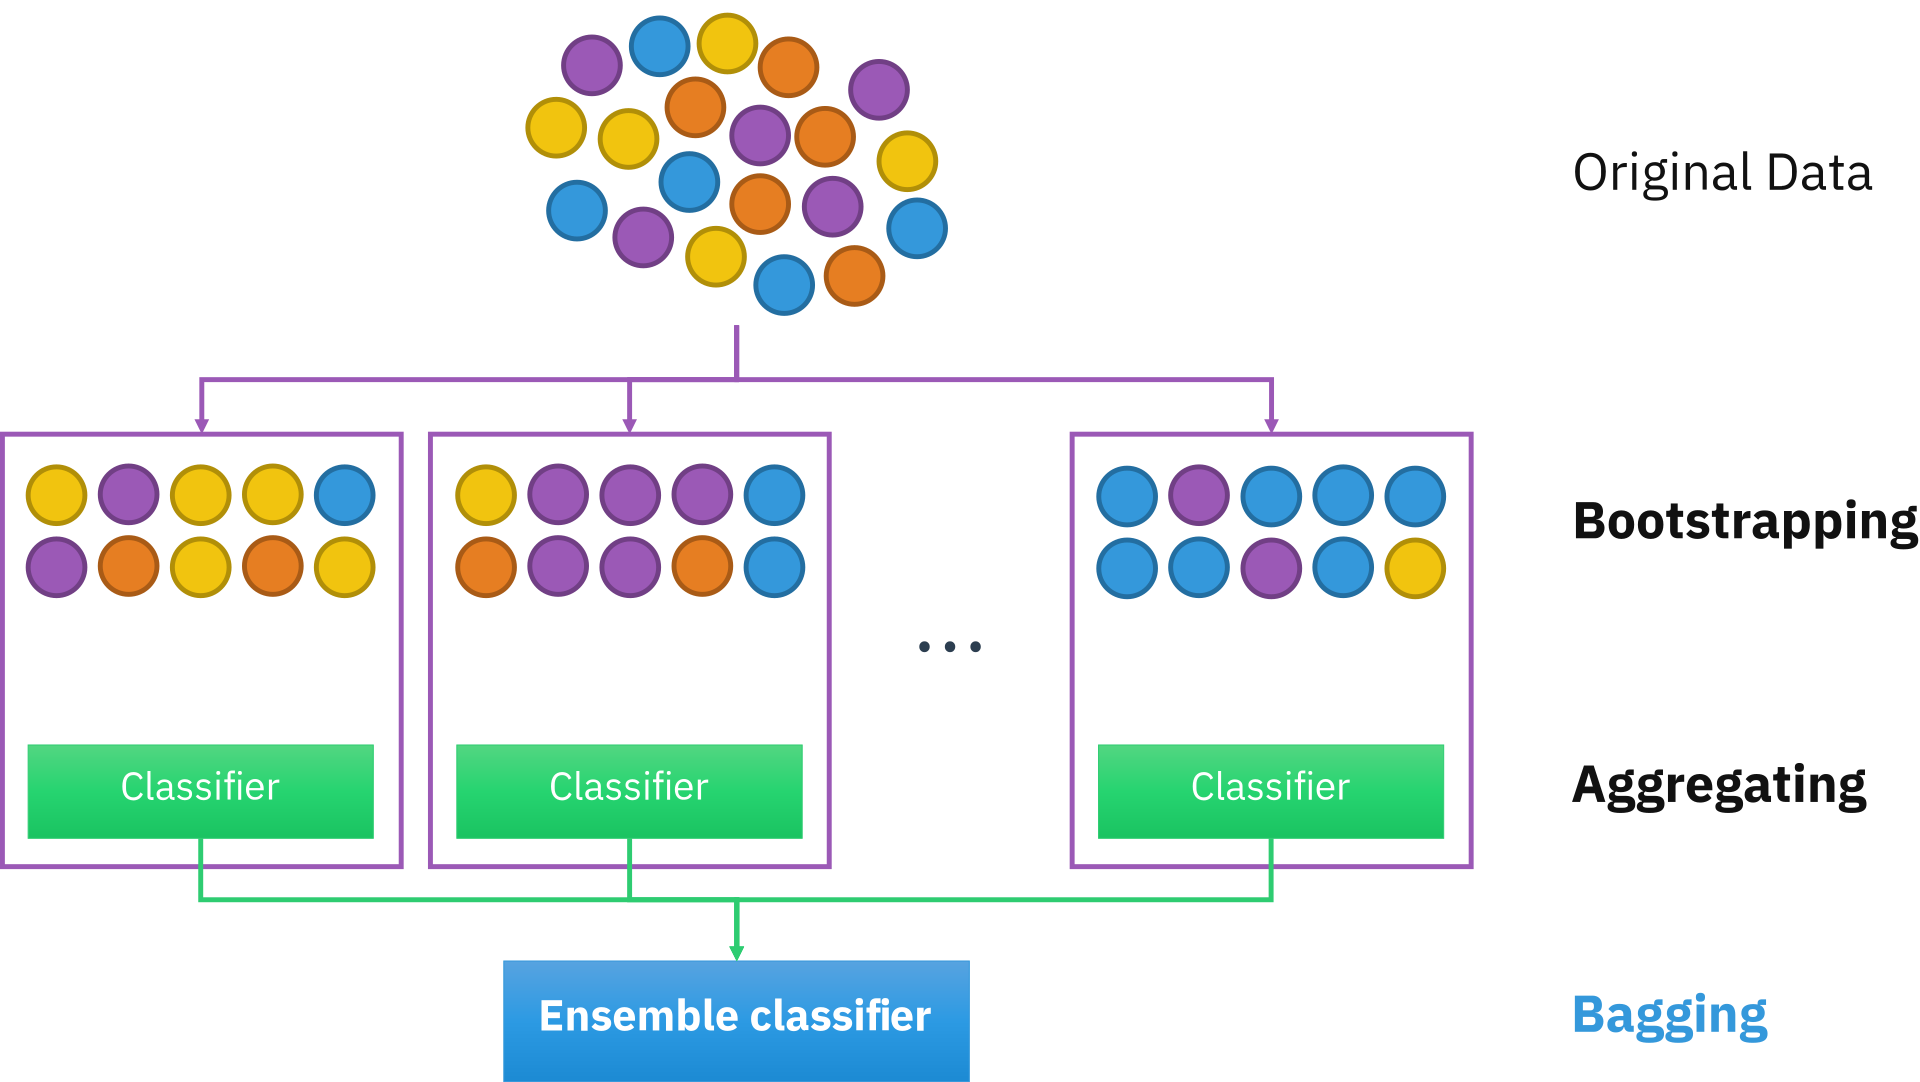 Original Data
Bootstrapping
...
Classifier
Classifier
Classifier
Aggregating
Ensemble classifier
Bagging